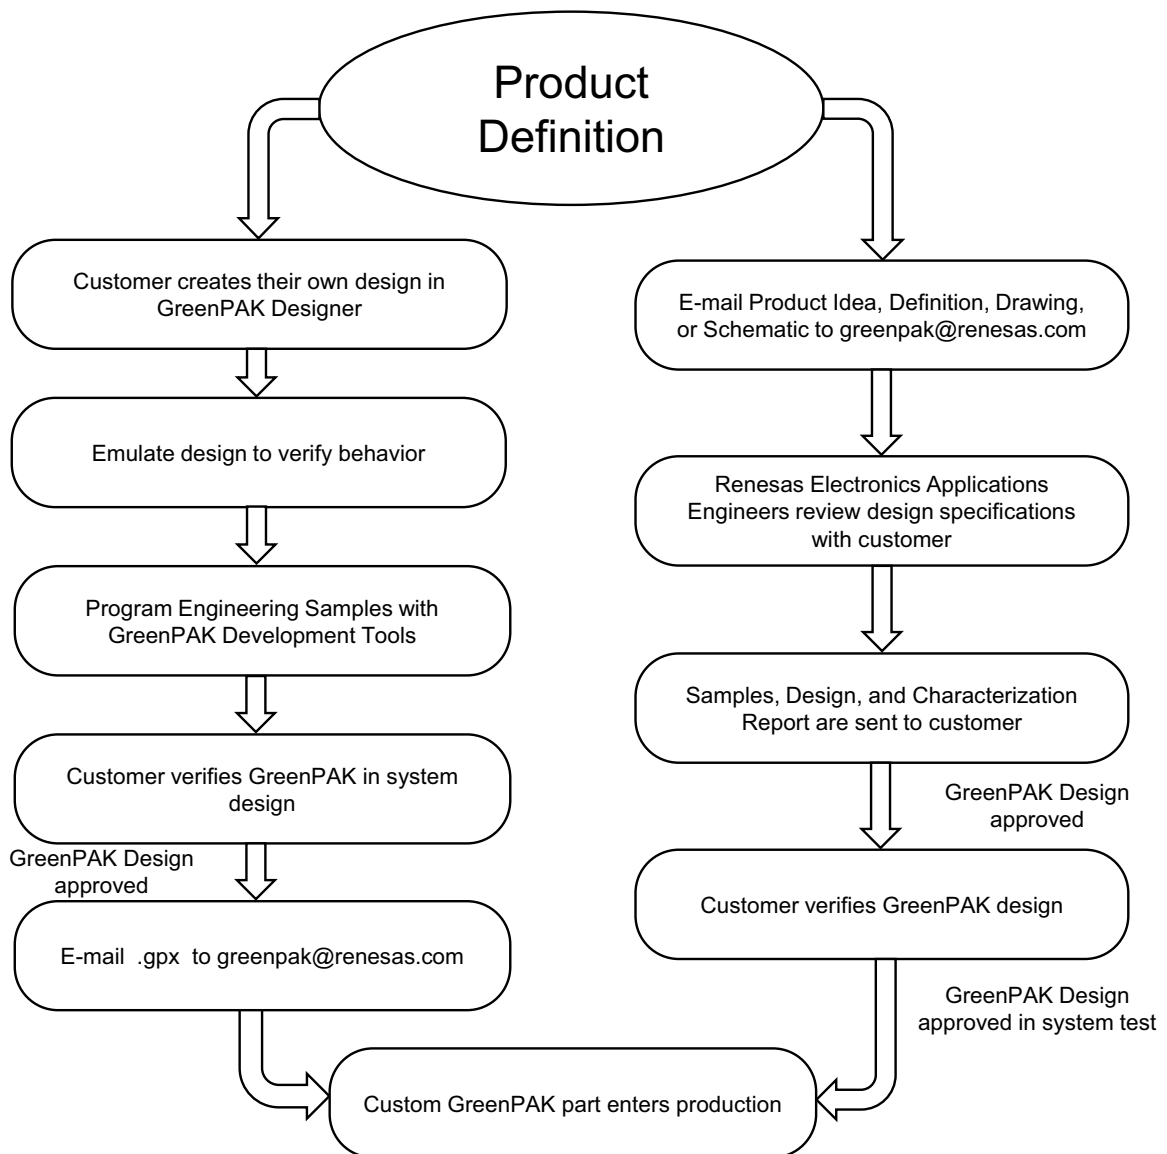 Product
Definition
Customer creates their own design in
GreenPAK Designer
Emulate design to verify behavior
Program Engineering Samples with
GreenPAK Development Tools
Customer verifies GreenPAK in system
design
GreenPAK Design
approved
E-mail .gpx to greenpak@renesas.com
E-mail Product Idea, Definition, Drawing,
or Schematic to greenpak@renesas.com
Renesas Electronics Applications
Engineers review design specifications
with customer
Samples, Design, and Characterization
Report are sent to customer
GreenPAK Design
approved
Customer verifies GreenPAK design
GreenPAK Design
approved in system test
Custom GreenPAK part enters production